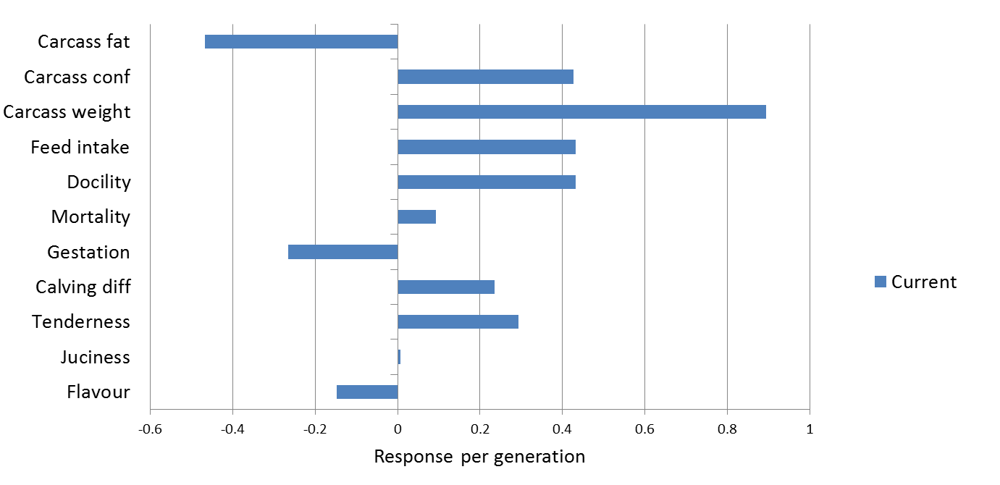 Carcass fat
Carcass conf
Carcass weight
Feed intake
Docility
Mortality
Gestation
Calving diff
Tenderness
Juciness
Flavour
Current
-0.6 -0.4 -0.2 0 0.2 0.4 0.6 0.8 1
Response per generation